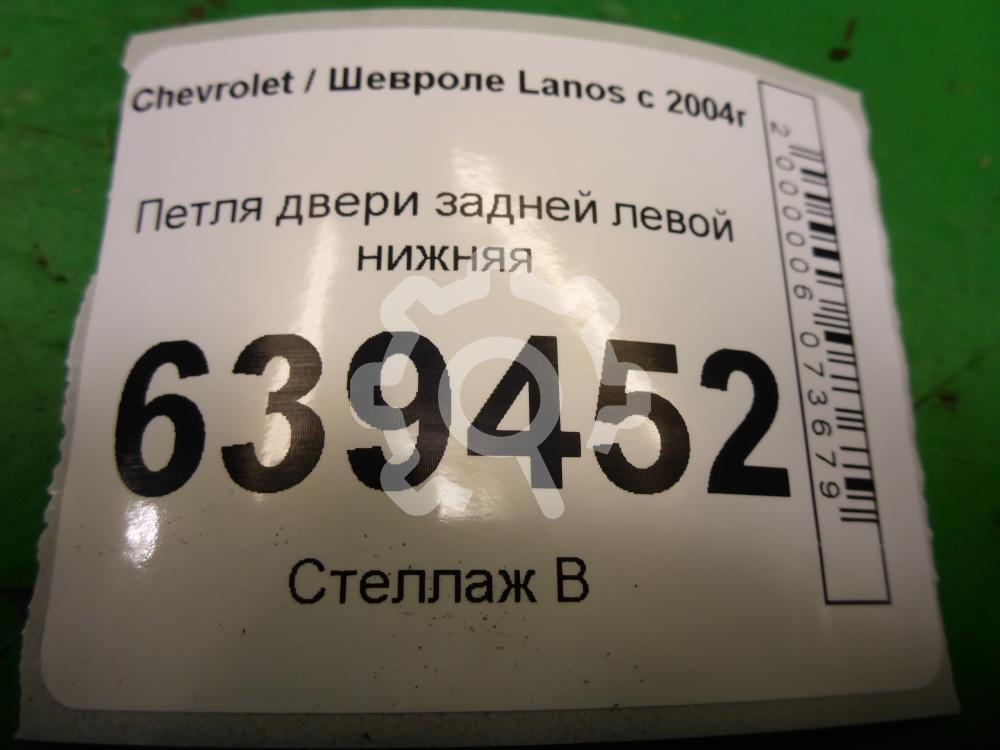 Chevrolet / Шевроле Lanos с 2004г
Петля двери задней левой
нижняя
639452
Стеллаж В
2000006073679